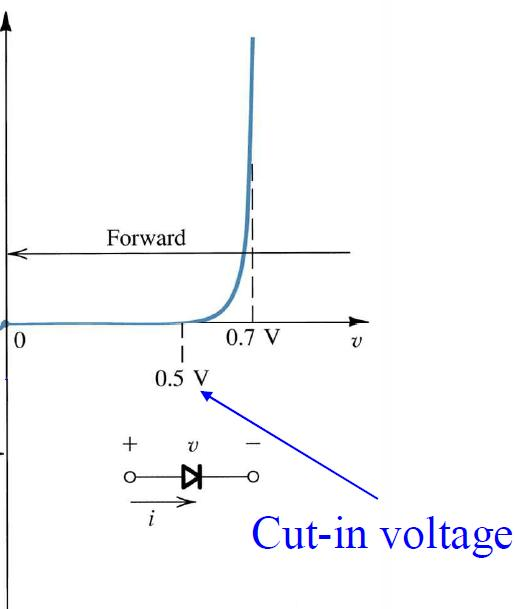 Forward
0
0.7 V
v
0.5 V
+ v −
i
Cut-in voltage